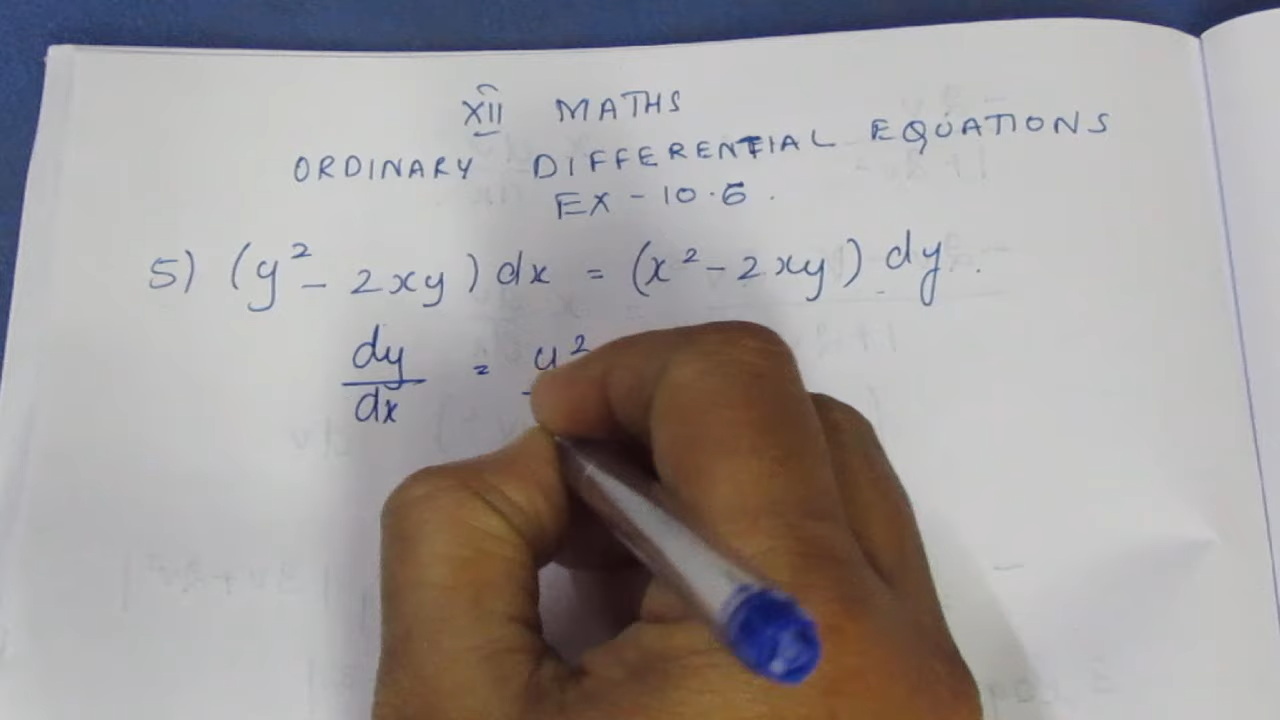 XII MATHS
ORDINARY DIFFERENTIAL EQUATIONS
EX - 10.6.
5) (y² - 2xy) dx = (x² - 2xy) dy.
dy/dx = y²